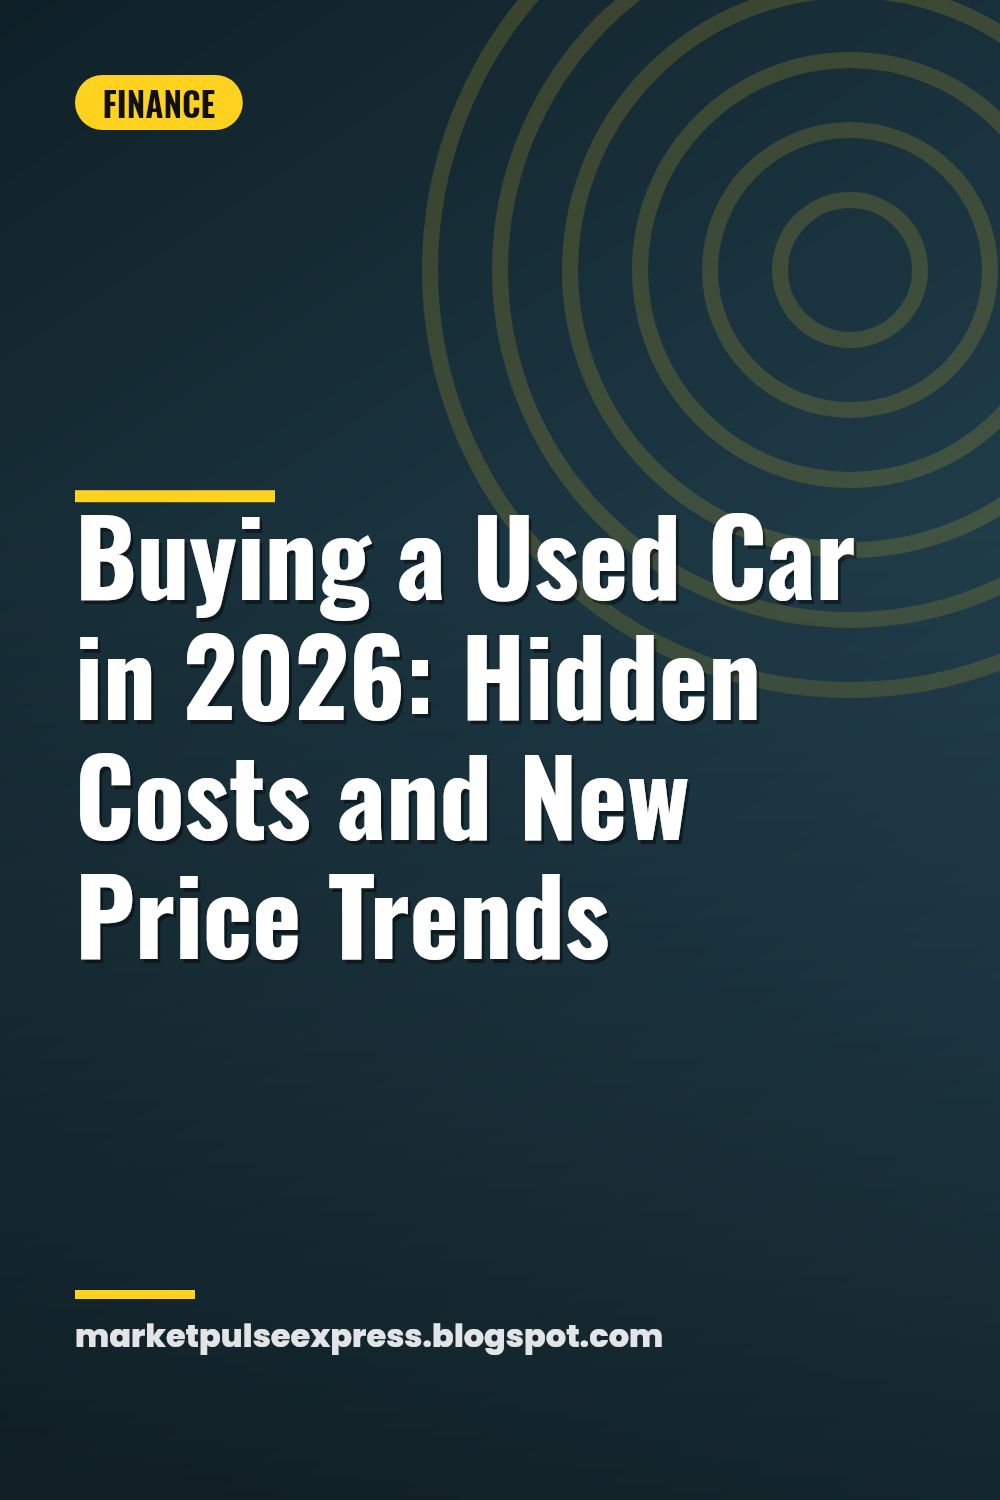 FINANCE
Buying a Used Car
in 2026: Hidden
Costs and New
Price Trends
marketpulseexpress.blogspot.com